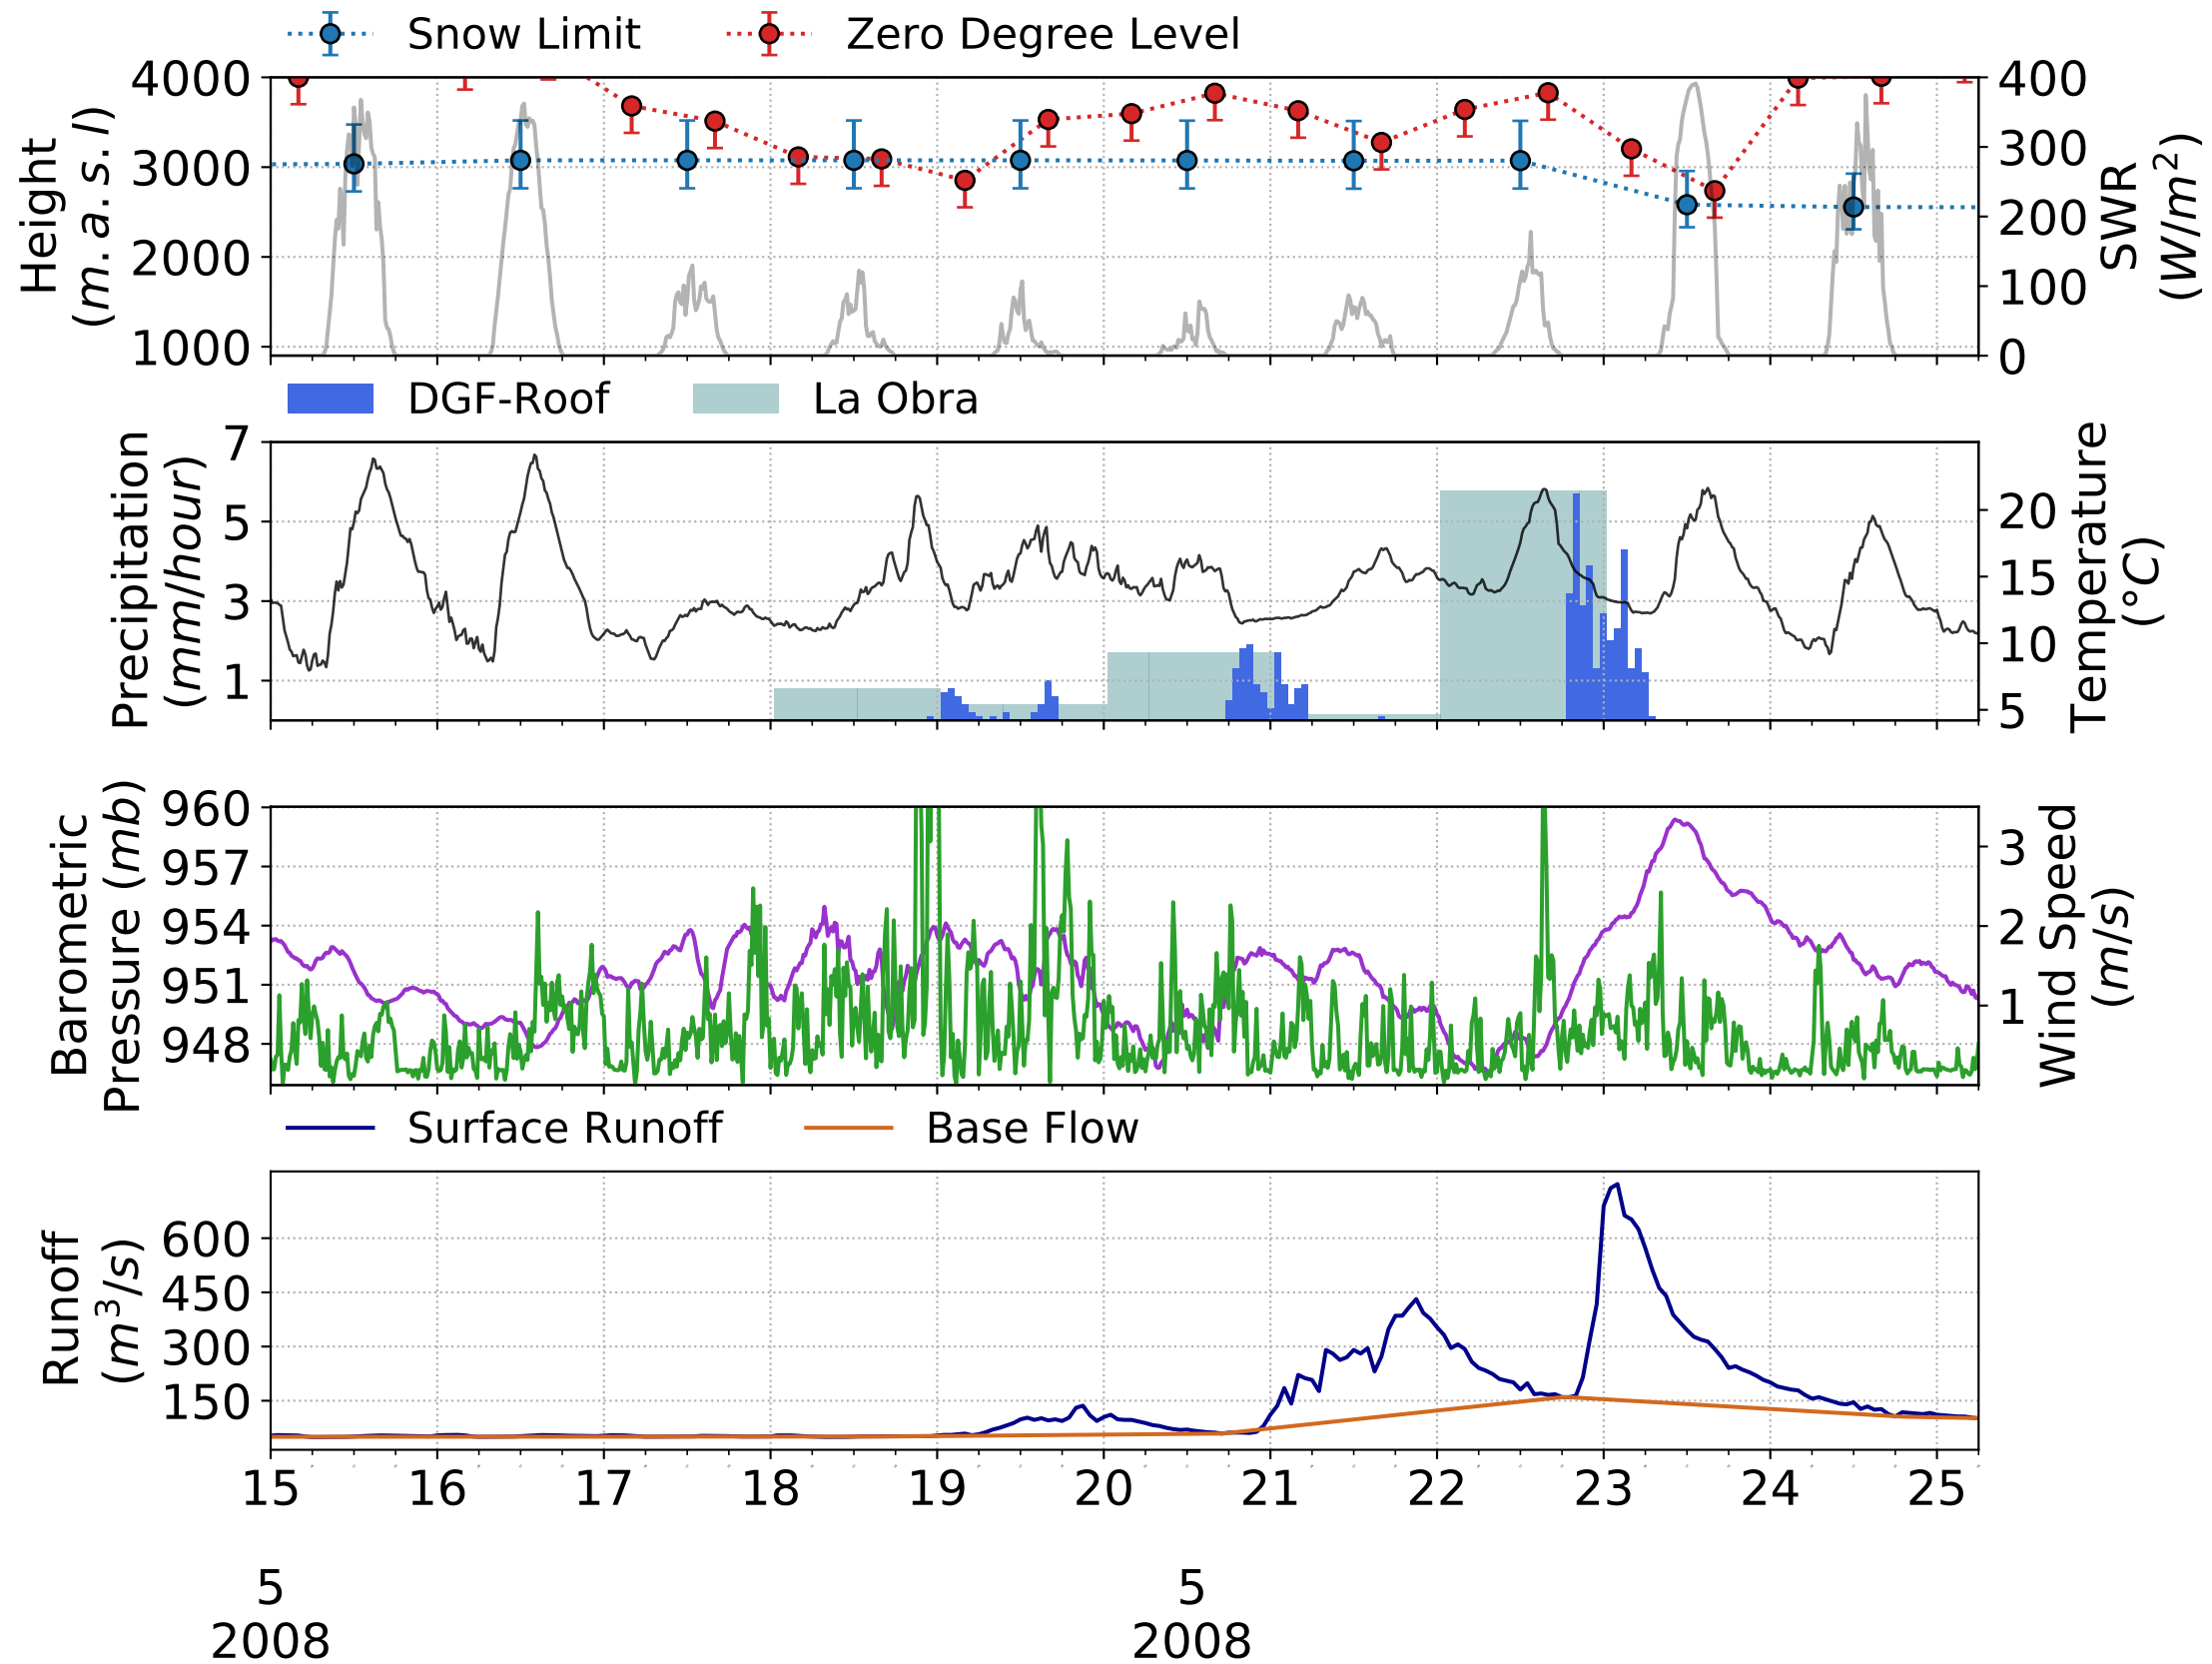 Snow Limit Zero Degree Level
4000
3000
2000
1000
Height
(m.a.s.l)
400
300
200
100
0
SWR
(W/m²)
DGF-Roof La Obra
7
5
3
1
Precipitation
(mm/hour)
20
15
10
5
Temperature
(°C)
960
957
954
951
948
Barometric
Pressure (mb)
3
2
1
Wind Speed
(m/s)
Surface Runoff Base Flow
600
450
300
150
Runoff
(m³/s)
15 16 17 18 19 20 21 22 23 24 25
5 5
2008 2008